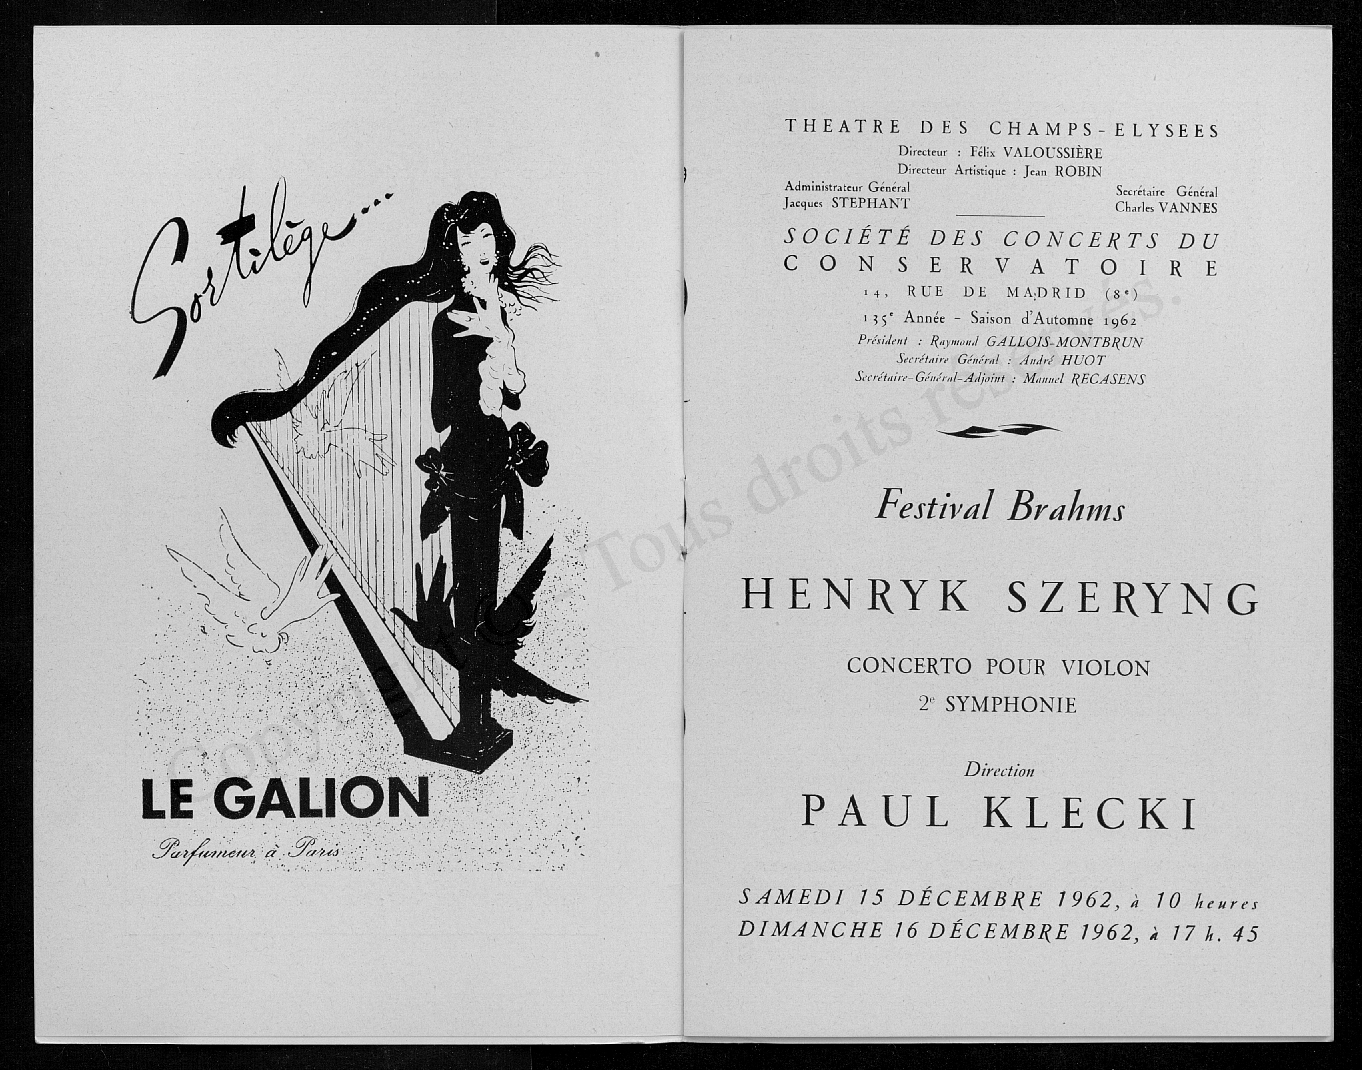 Sortilège...
LE GALION
Parfumeur à Paris
THEATRE DES CHAMPS-ELYSEES
Directeur : Félix VALOUSSIÈRE
Directeur Artistique : Jean ROBIN
Administrateur Général
Jacques STEPHANT
Secrétaire Général
Charles VANNES
SOCIÉTÉ DES CONCERTS DU
CONSERVATOIRE
14, RUE DE MADRID (8e)
135e Année - Saison d'Automne 1962
Président : Raymond GALLOIS-MONTBRUN
Secrétaire Général : André HUOT
Secrétaire-Général-Adjoint : Manuel RECASENS
Festival Brahms
HENRYK SZERYNG
CONCERTO POUR VIOLON
2e SYMPHONIE
Direction
PAUL KLECKI
SAMEDI 15 DÉCEMBRE 1962, à 10 heures
DIMANCHE 16 DÉCEMBRE 1962, à 17 h. 45
Copyright © - Tous droits réservés.